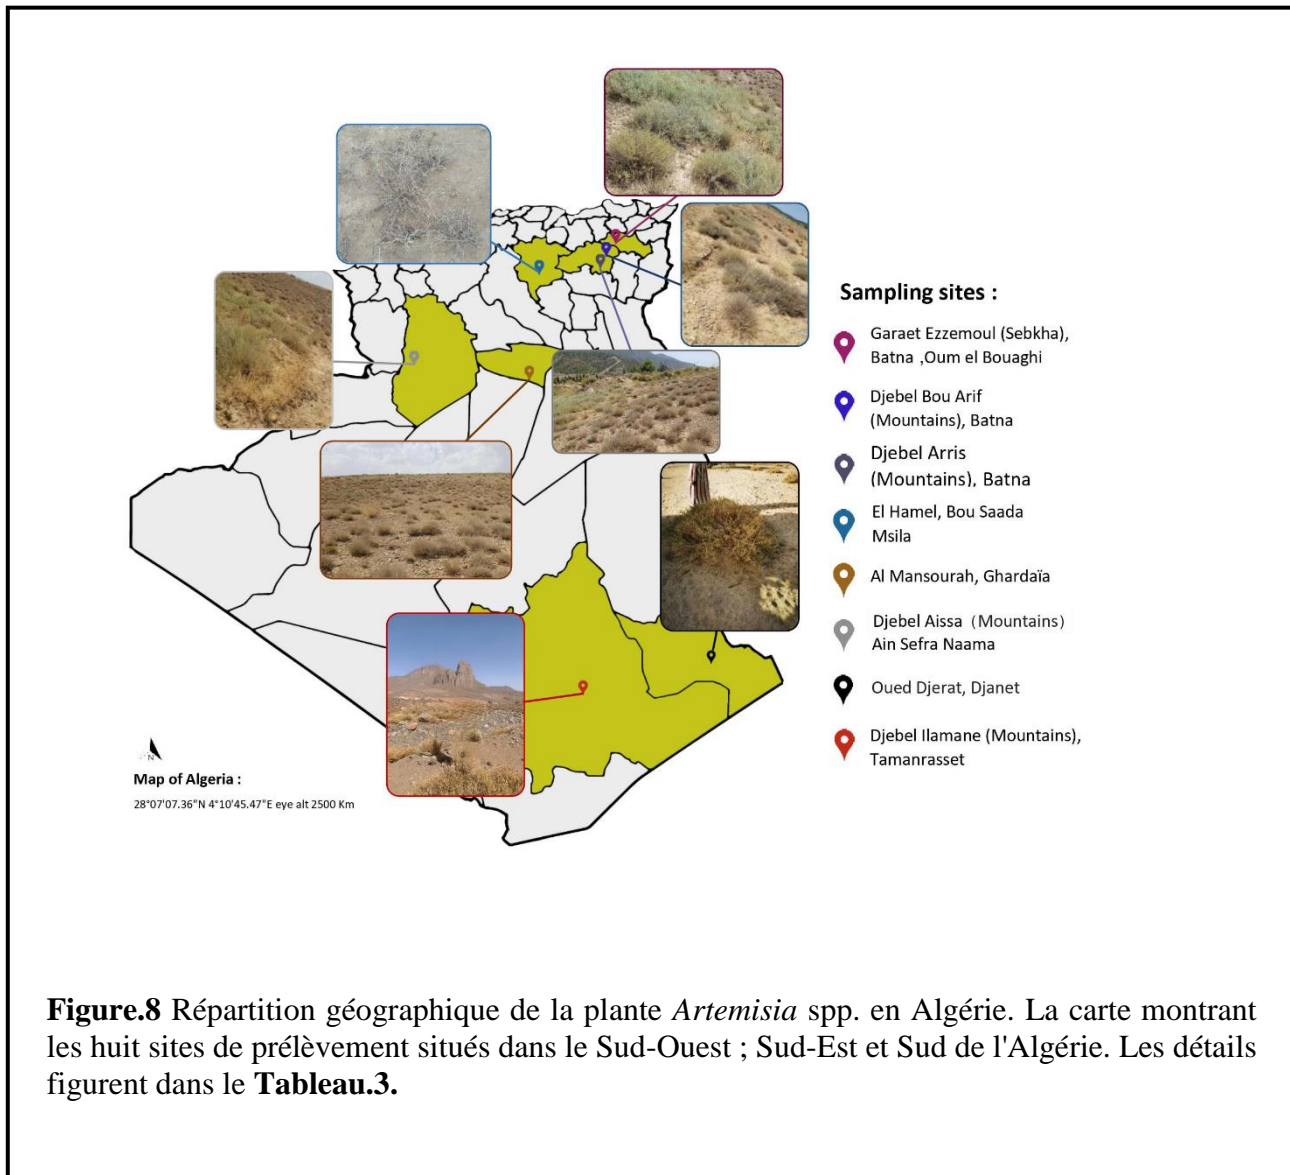 Sampling sites :
Garaet Ezzemoul (Sebkha),
Batna ,Oum el Bouaghi
Djebel Bou Arif
(Mountains), Batna
Djebel Arris
(Mountains), Batna
El Hamel, Bou Saada
Msila
Al Mansourah, Ghardaïa
Djebel Aissa (Mountains)
Ain Sefra Naama
Oued Djerat, Djanet
Djebel Ilamane (Mountains),
Tamanrasset
N
Map of Algeria :
28°07'07.36"N 4°10'45.47"E eye alt 2500 Km
Figure.8 Répartition géographique de la plante Artemisia spp. en Algérie. La carte montrant
les huit sites de prélèvement situés dans le Sud-Ouest ; Sud-Est et Sud de l'Algérie. Les détails
figurent dans le Tableau.3.